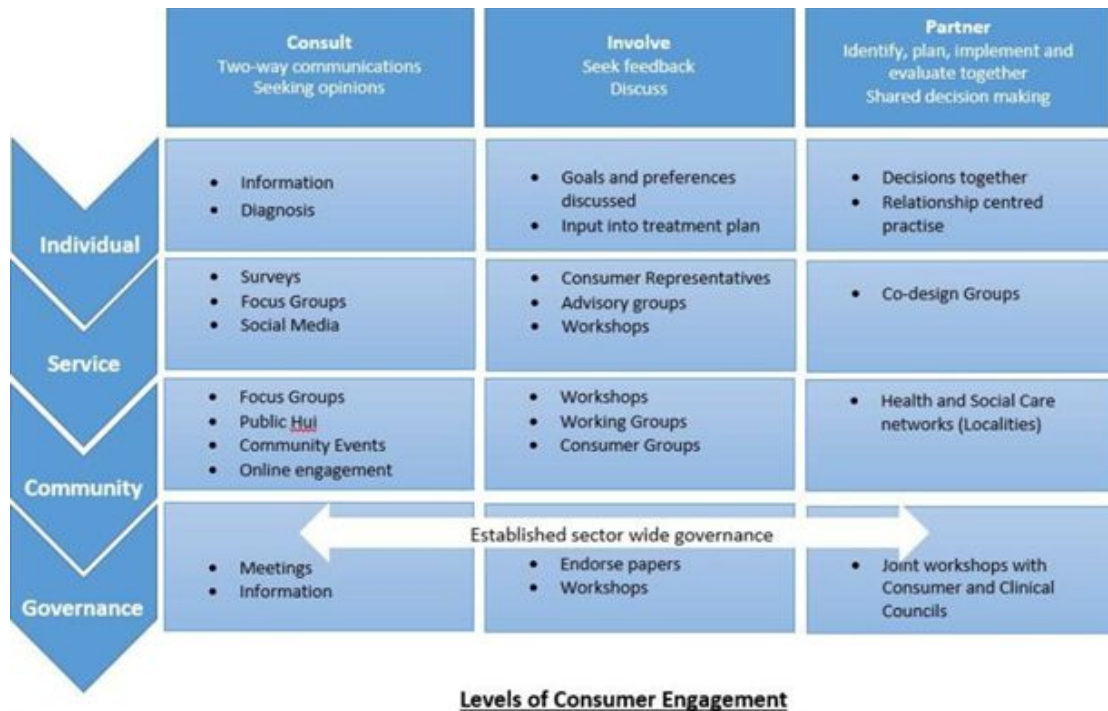 Consult
Two-way communications
Seeking opinions
Involve
Seek feedback
Discuss
Partner
Identify, plan, implement and
evaluate together
Shared decision making
Individual
• Information
• Diagnosis
• Goals and preferences
discussed
• Input into treatment plan
• Decisions together
• Relationship centred
practise
Service
• Surveys
• Focus Groups
• Social Media
• Consumer Representatives
• Advisory groups
• Workshops
• Co-design Groups
Community
• Focus Groups
• Public Hui
• Community Events
• Online engagement
• Workshops
• Working Groups
• Consumer Groups
• Health and Social Care
networks (Localities)
Established sector wide governance
Governance
• Meetings
• Information
• Endorse papers
• Workshops
• Joint workshops with
Consumer and Clinical
Councils
Levels of Consumer Engagement